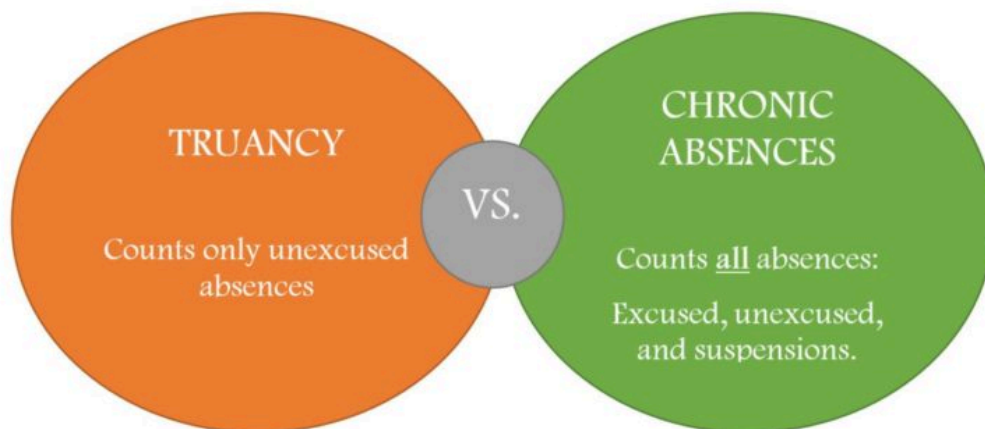 TRUANCY
Counts only unexcused
absences
VS.
CHRONIC
ABSENCES
Counts all absences:
Excused, unexcused,
and suspensions.